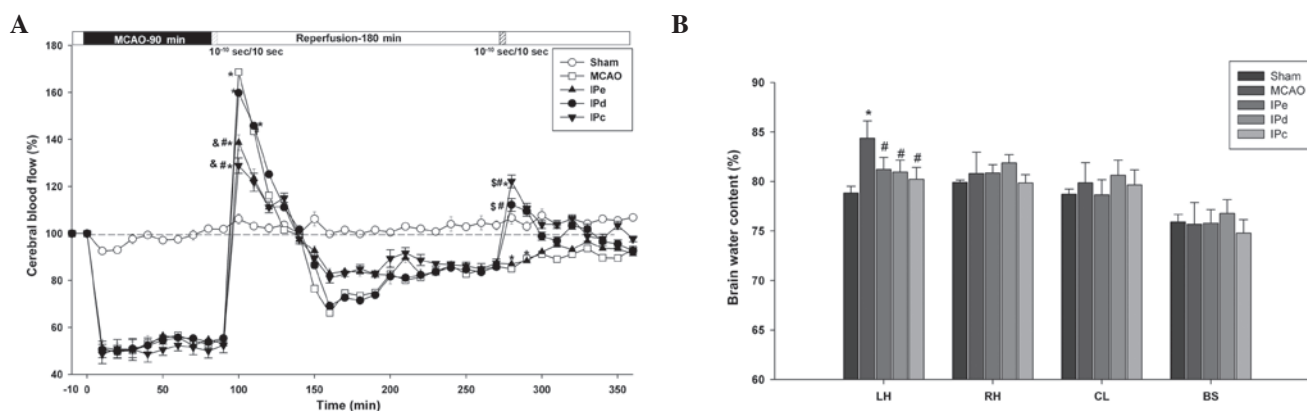 A
MCAO-90 min
Reperfusion-180 min
10⁻¹⁰ sec/10 sec
10⁻¹⁰ sec/10 sec
Sham
MCAO
IPe
IPd
IPc
Cerebral blood flow (%)
180
160
140
120
100
80
60
40
*
*
*
& #*
& #*
$#*
$ #
*
*
-10 0 50 100 150 200 250 300 350
Time (min)
B
Sham
MCAO
IPe
IPd
IPc
Brain water content (%)
90
85
80
75
70
65
60
*
# # #
LH RH CL BS